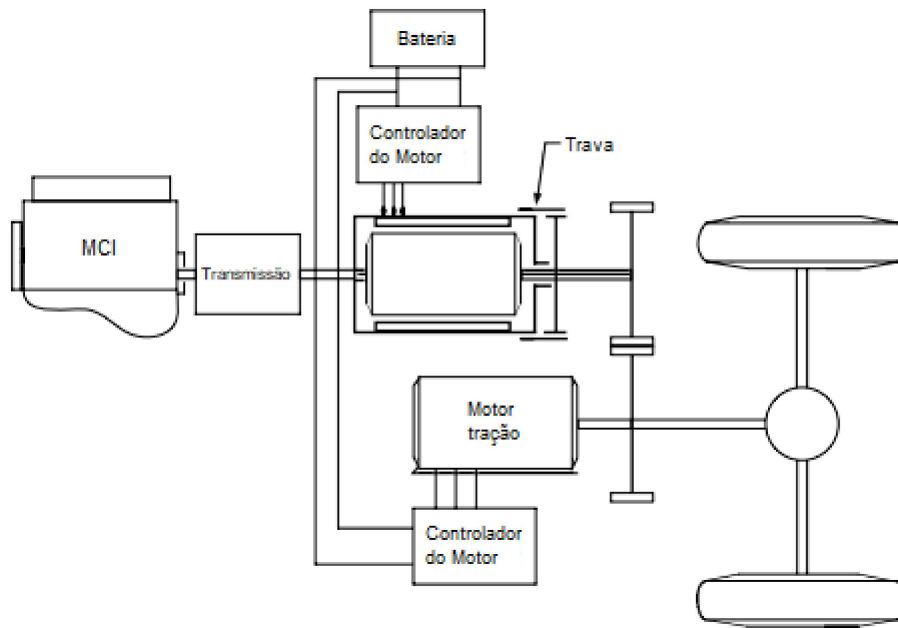 Bateria
Controlador
do Motor
Trava
MCI
Transmissão
Motor
tração
Controlador
do Motor